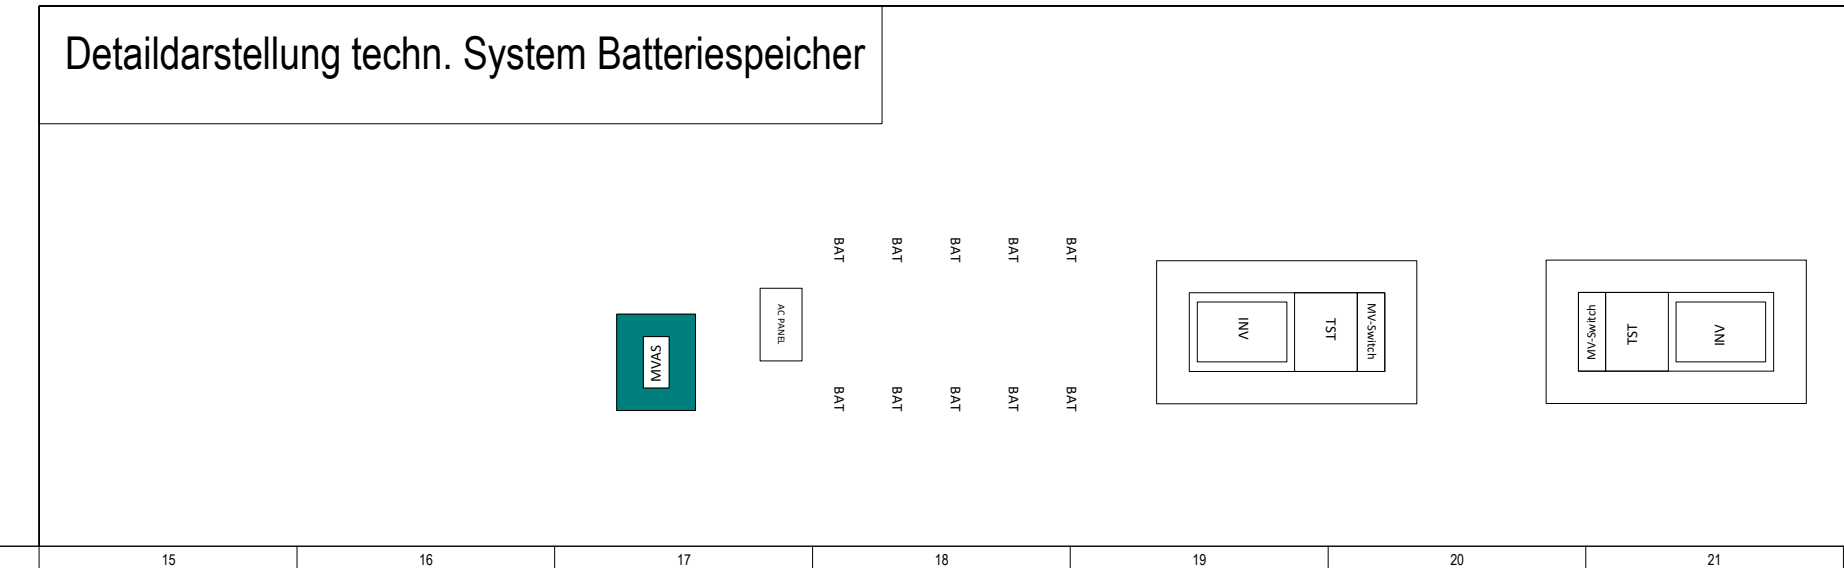 Detaildarstellung techn. System Batteriespeicher
BAT BAT BAT BAT BAT
MVAS
AC PANEL
INV TST MV-Switch
MV-Switch TST INV
BAT BAT BAT BAT BAT
15 16 17 18 19 20 21